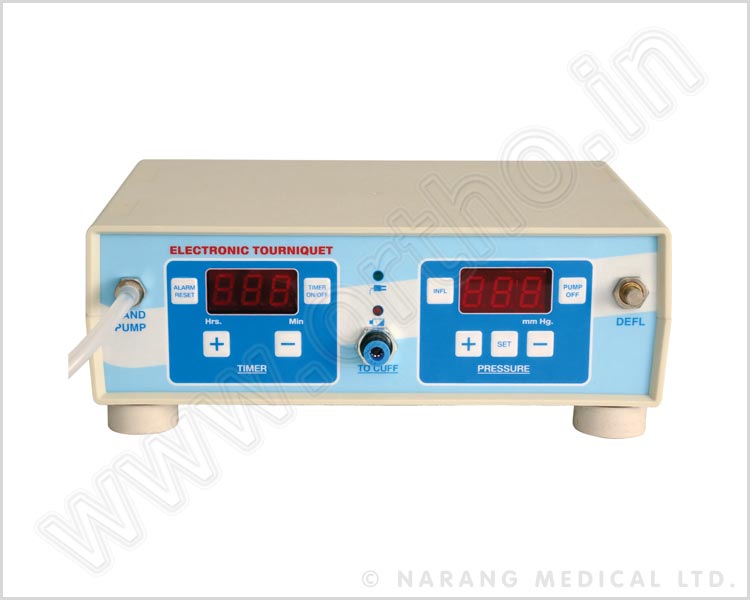 ELECTRONIC TOURNIQUET
ALARM
RESET
888
TIMER
ON/OFF
Hrs.
Min
+
−
TIMER
HAND
PUMP
TO CUFF
INFL
888
PUMP
OFF
mm Hg.
+
SET
−
PRESSURE
DEFL
www.ortho.in
© NARANG MEDICAL LTD.